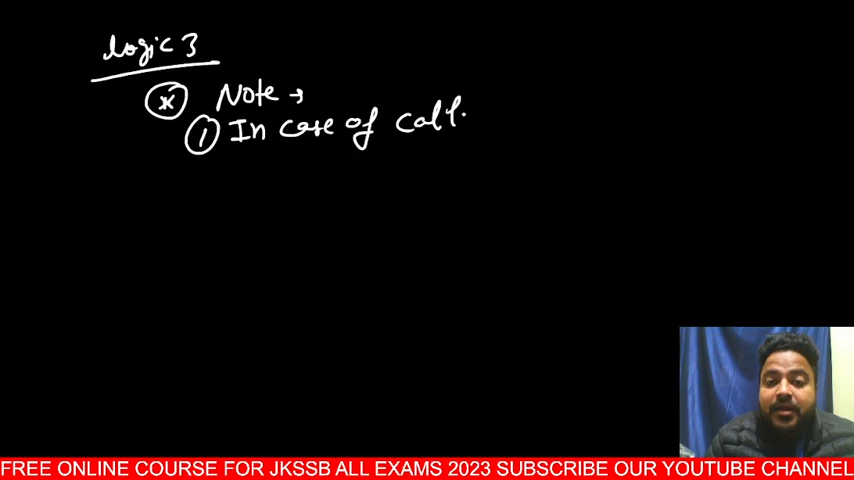 Logic 3
* Note →
1 In case of
FREE ONLINE COURSE FOR JKSSB ALL EXAMS 2023 SUBSCRIBE OUR YOUTUBE CHANNEL